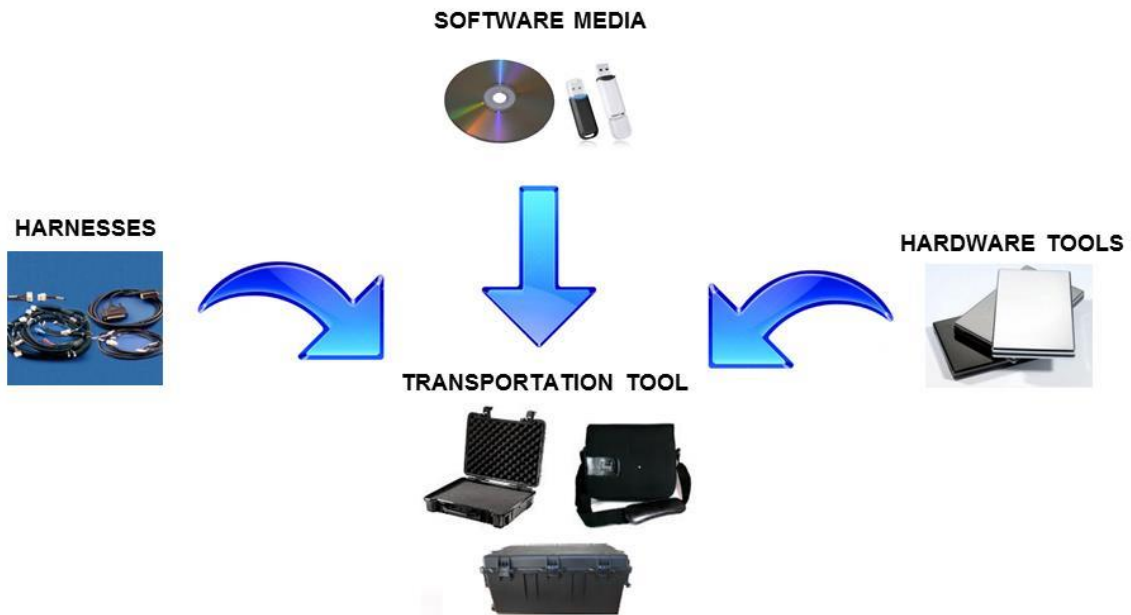 SOFTWARE MEDIA
HARNESSES
HARDWARE TOOLS
TRANSPORTATION TOOL